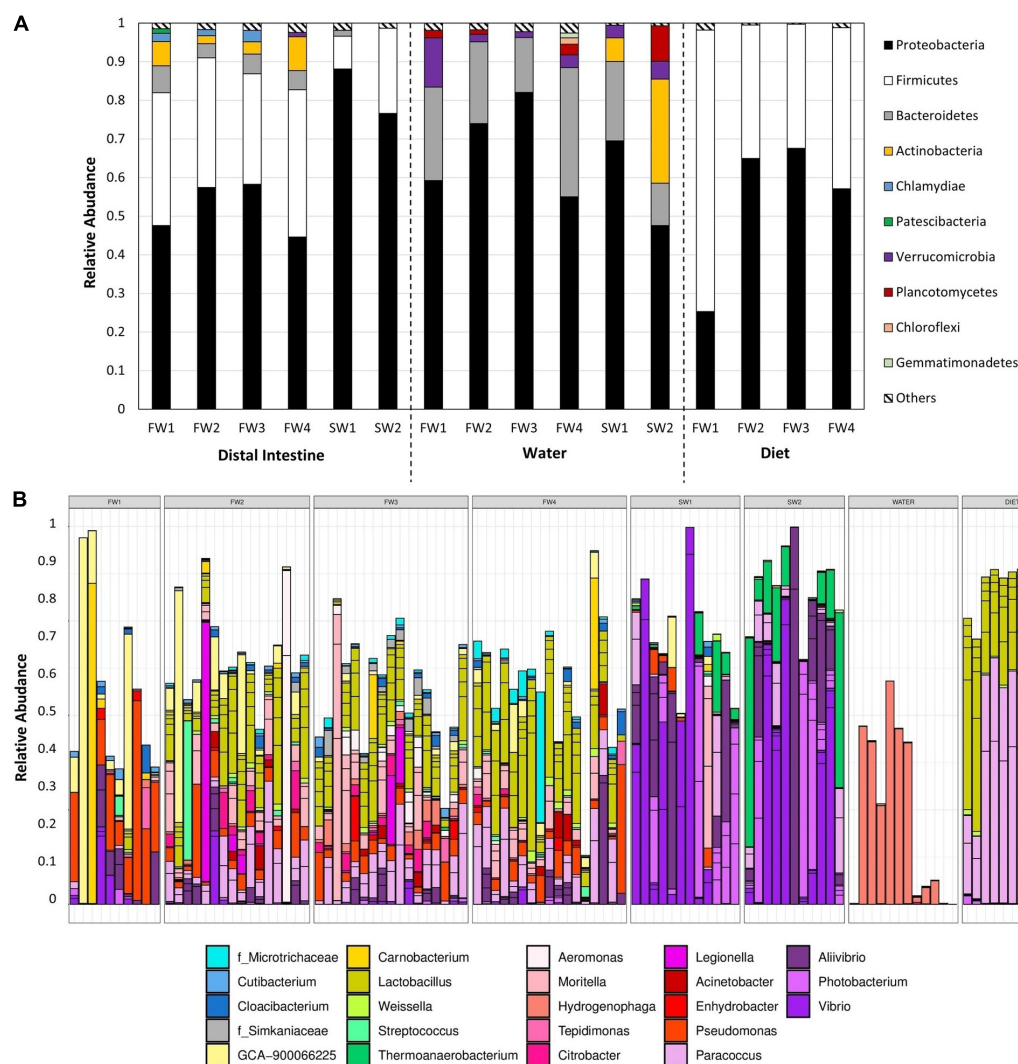 A
Relative Abudance
1
0.9
0.8
0.7
0.6
0.5
0.4
0.3
0.2
0.1
0
FW1 FW2 FW3 FW4 SW1 SW2 FW1 FW2 FW3 FW4 SW1 SW2 FW1 FW2 FW3 FW4
Distal Intestine Water Diet
Proteobacteria
Firmicutes
Bacteroidetes
Actinobacteria
Chlamydiae
Patescibacteria
Verrucomicrobia
Plancotomycetes
Chloroflexi
Gemmatimonadetes
Others
B
FW1 FW2 FW3 FW4 SW1 SW2 WATER DIET
Relative Abudance
1
0.9
0.8
0.7
0.6
0.5
0.4
0.3
0.2
0.1
0
f_Microtrichaceae Carnobacterium Aeromonas Legionella Aliivibrio
Cutibacterium Lactobacillus Moritella Acinetobacter Photobacterium
Cloacibacterium Weissella Hydrogenophaga Enhydrobacter Vibrio
f_Simkaniaceae Streptococcus Tepidimonas Pseudomonas
GCA-900066225 Thermoanaerobacterium Citrobacter Paracoccus